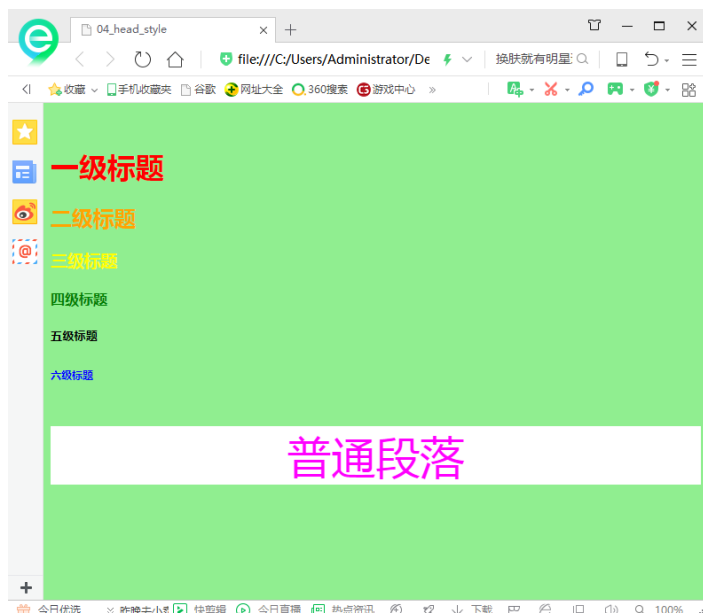 04_head_style
file:///C:/Users/Administrator/De
换肤就有明星
收藏 手机收藏夹 谷歌 网址大全 360搜索 游戏中心 »
一级标题
二级标题
三级标题
四级标题
五级标题
六级标题
普通段落
今日优选 快剪辑 今日直播 热点资讯 下载 100%